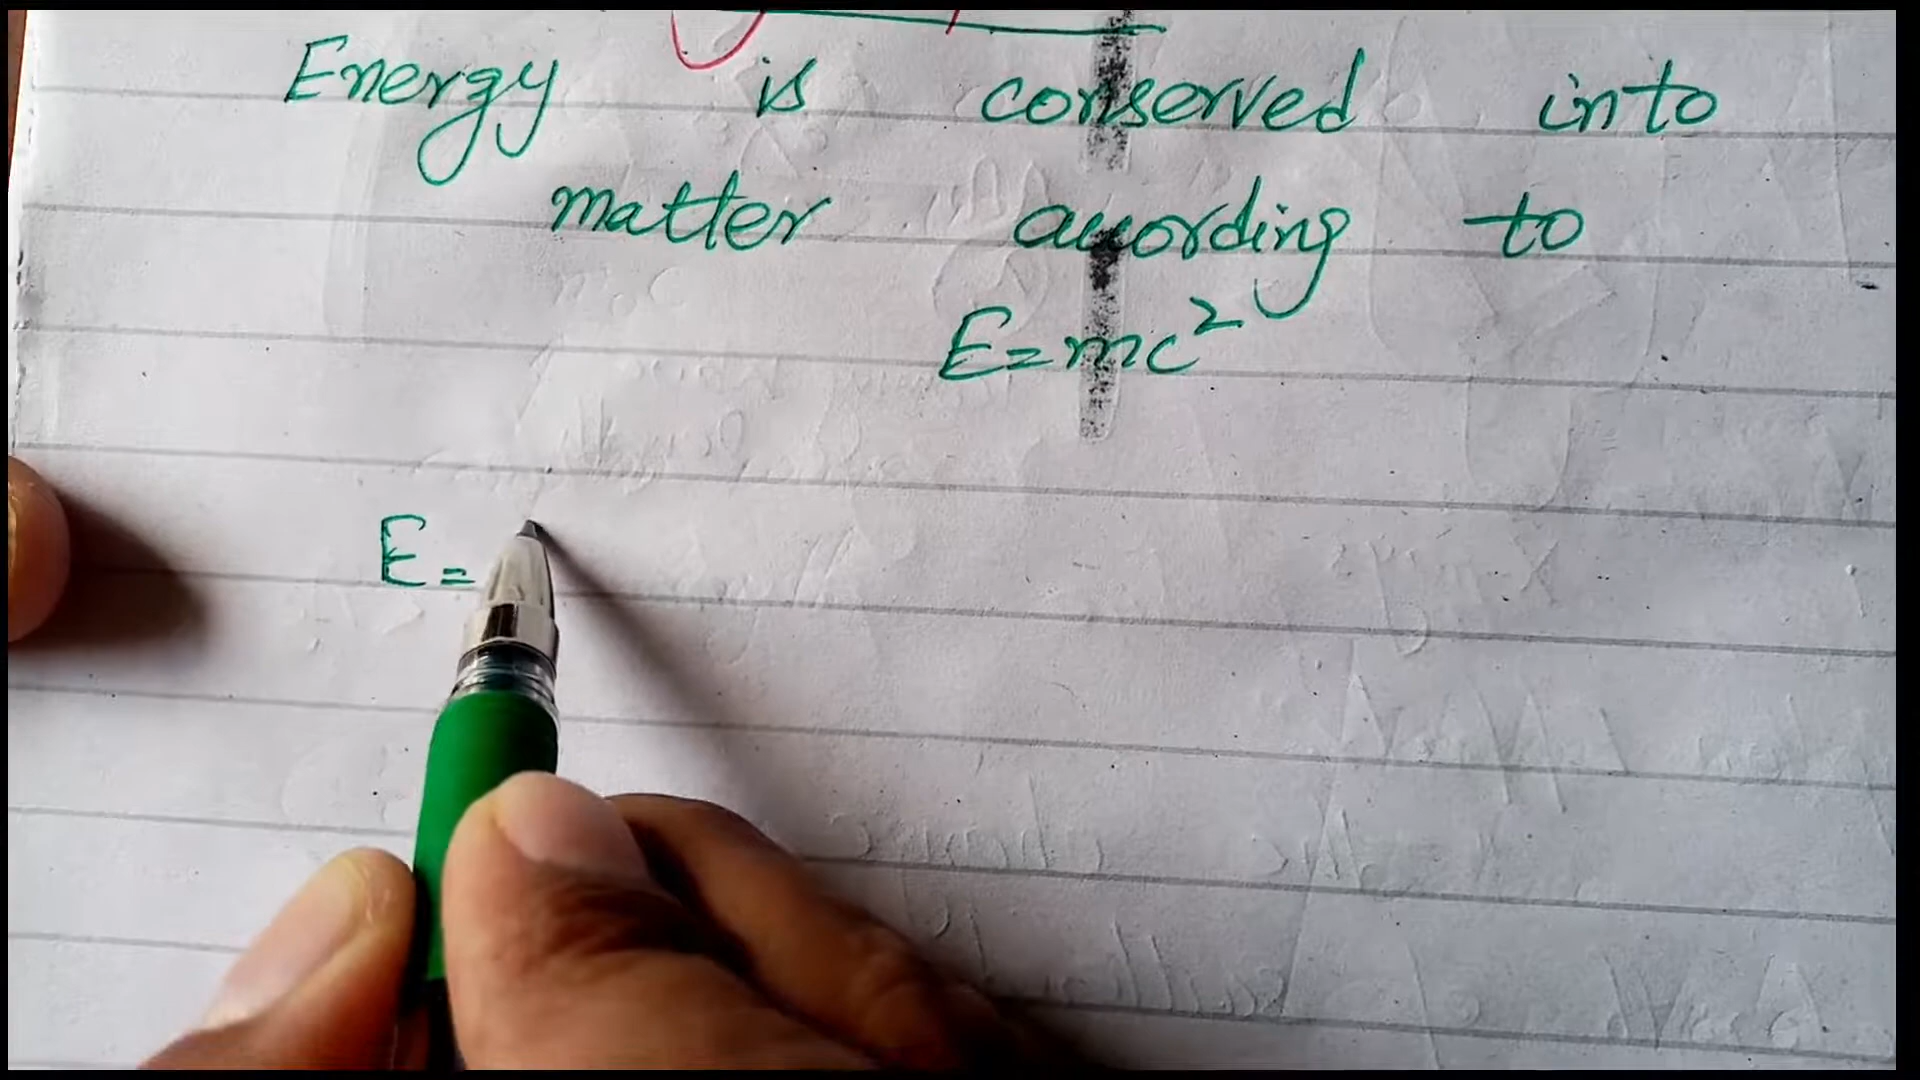 Energy is conserved into
matter according to
E=mc²
E=